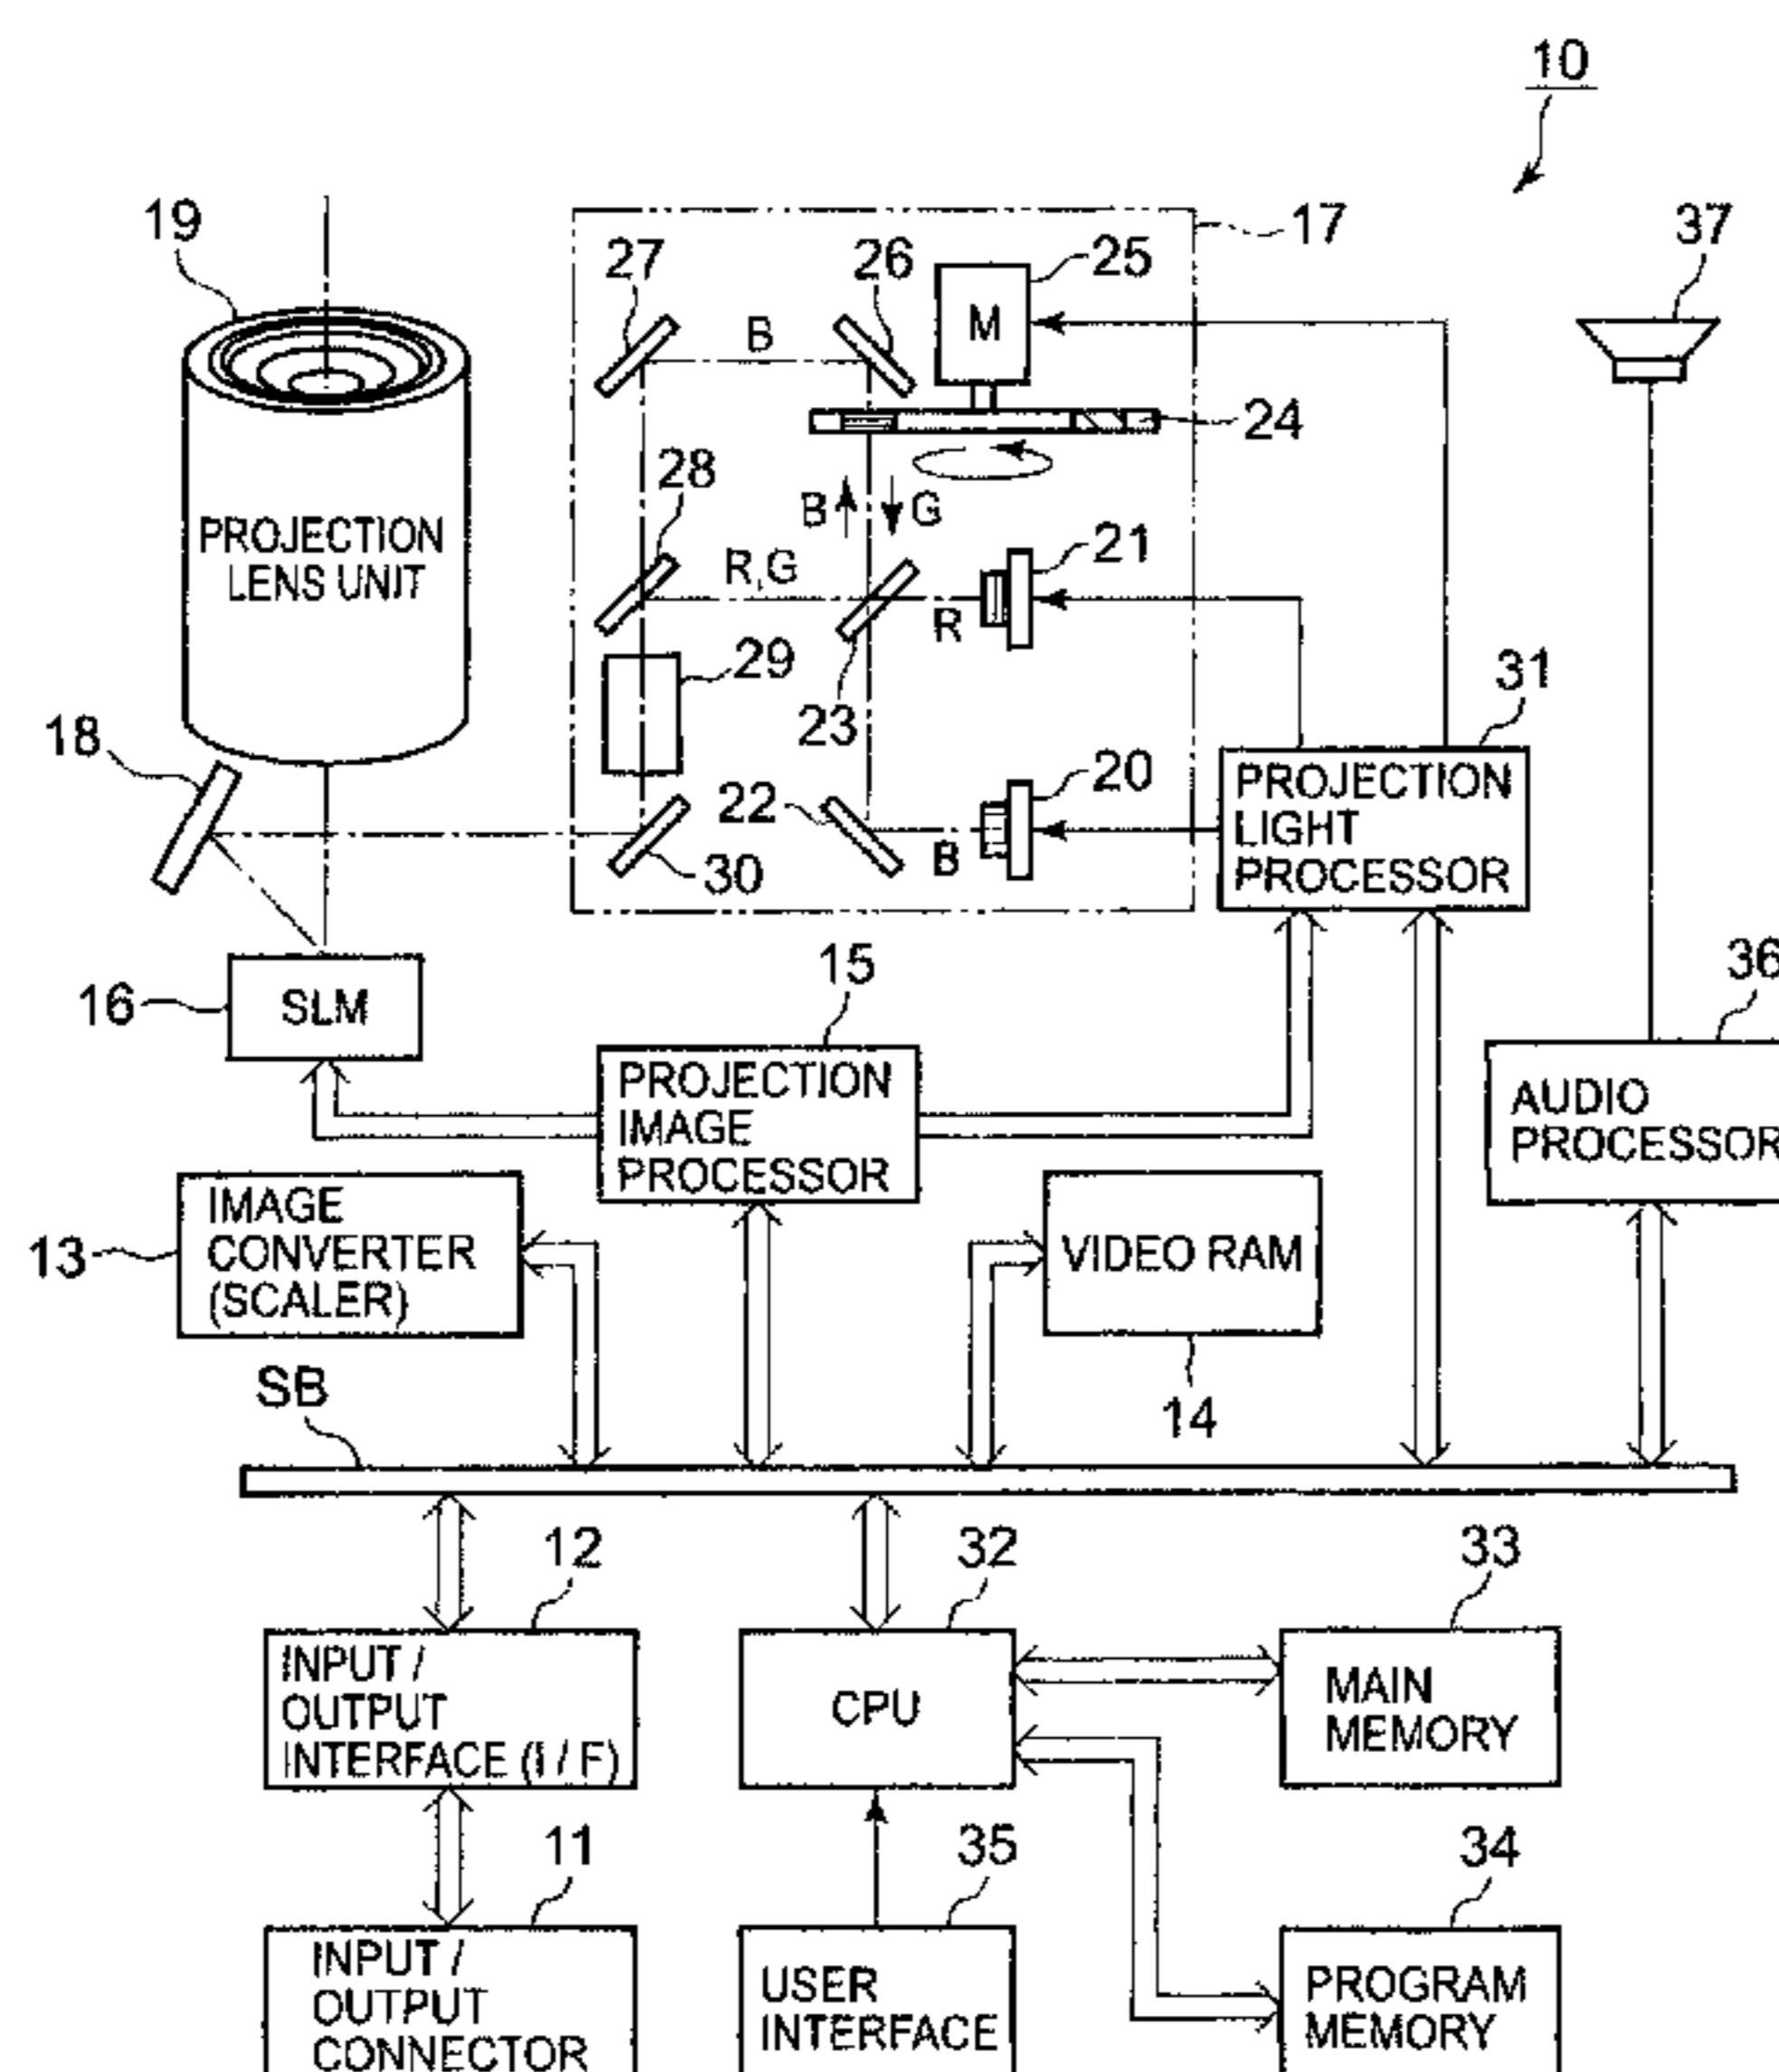 10
19
17
37
27
26
25
B
M
24
28
B
G
PROJECTION
LENS UNIT
R,G
21
R
29
23
31
18
22
20
PROJECTION
LIGHT
PROCESSOR
B
30
15
36
16
SLM
PROJECTION
IMAGE
PROCESSOR
AUDIO
PROCESSOR
13
IMAGE
CONVERTER
(SCALER)
VIDEO RAM
SB
14
12
32
33
INPUT /
OUTPUT
INTERFACE (I / F)
CPU
MAIN
MEMORY
11
35
34
INPUT /
OUTPUT
CONNECTOR
USER
INTERFACE
PROGRAM
MEMORY